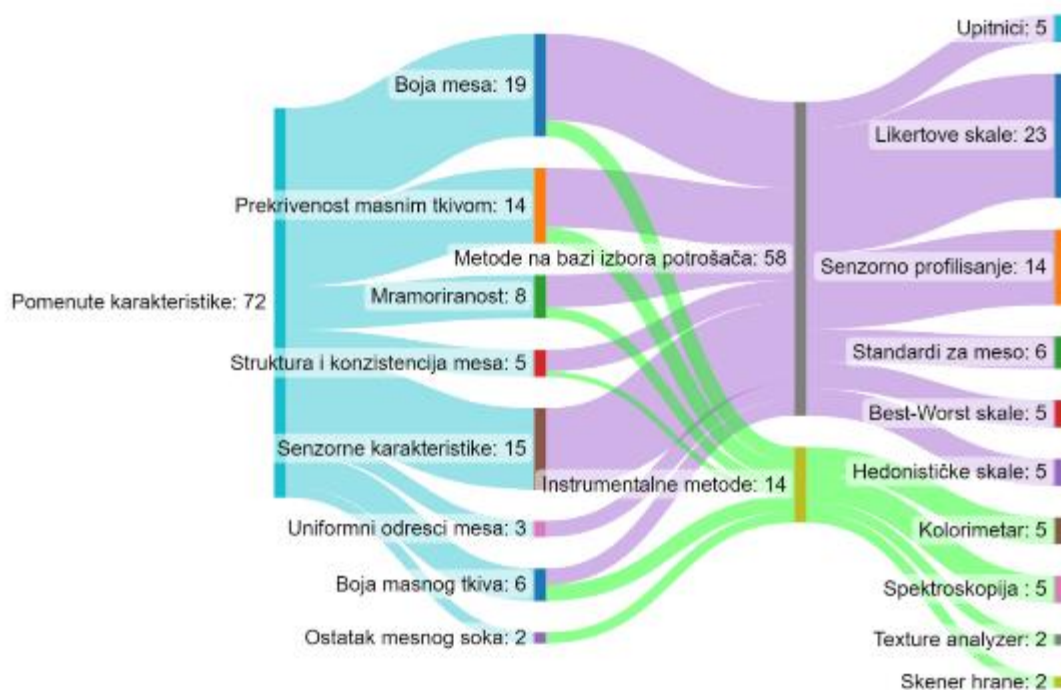 Pomenute karakteristike: 72
Boja mesa: 19
Prekrivenost masnim tkivom: 14
Mramoriranost: 8
Struktura i konzistencija mesa: 5
Senzorne karakteristike: 15
Uniformni odresci mesa: 3
Boja masnog tkiva: 6
Ostatak mesnog soka: 2
Metode na bazi izbora potrošača: 58
Instrumentalne metode: 14
Upitnici: 5
Likertove skale: 23
Senzorno profilisanje: 14
Standardi za meso: 6
Best-Worst skale: 5
Hedonističke skale: 5
Kolorimetar: 5
Spektroskopija : 5
Texture analyzer: 2
Skener hrane: 2